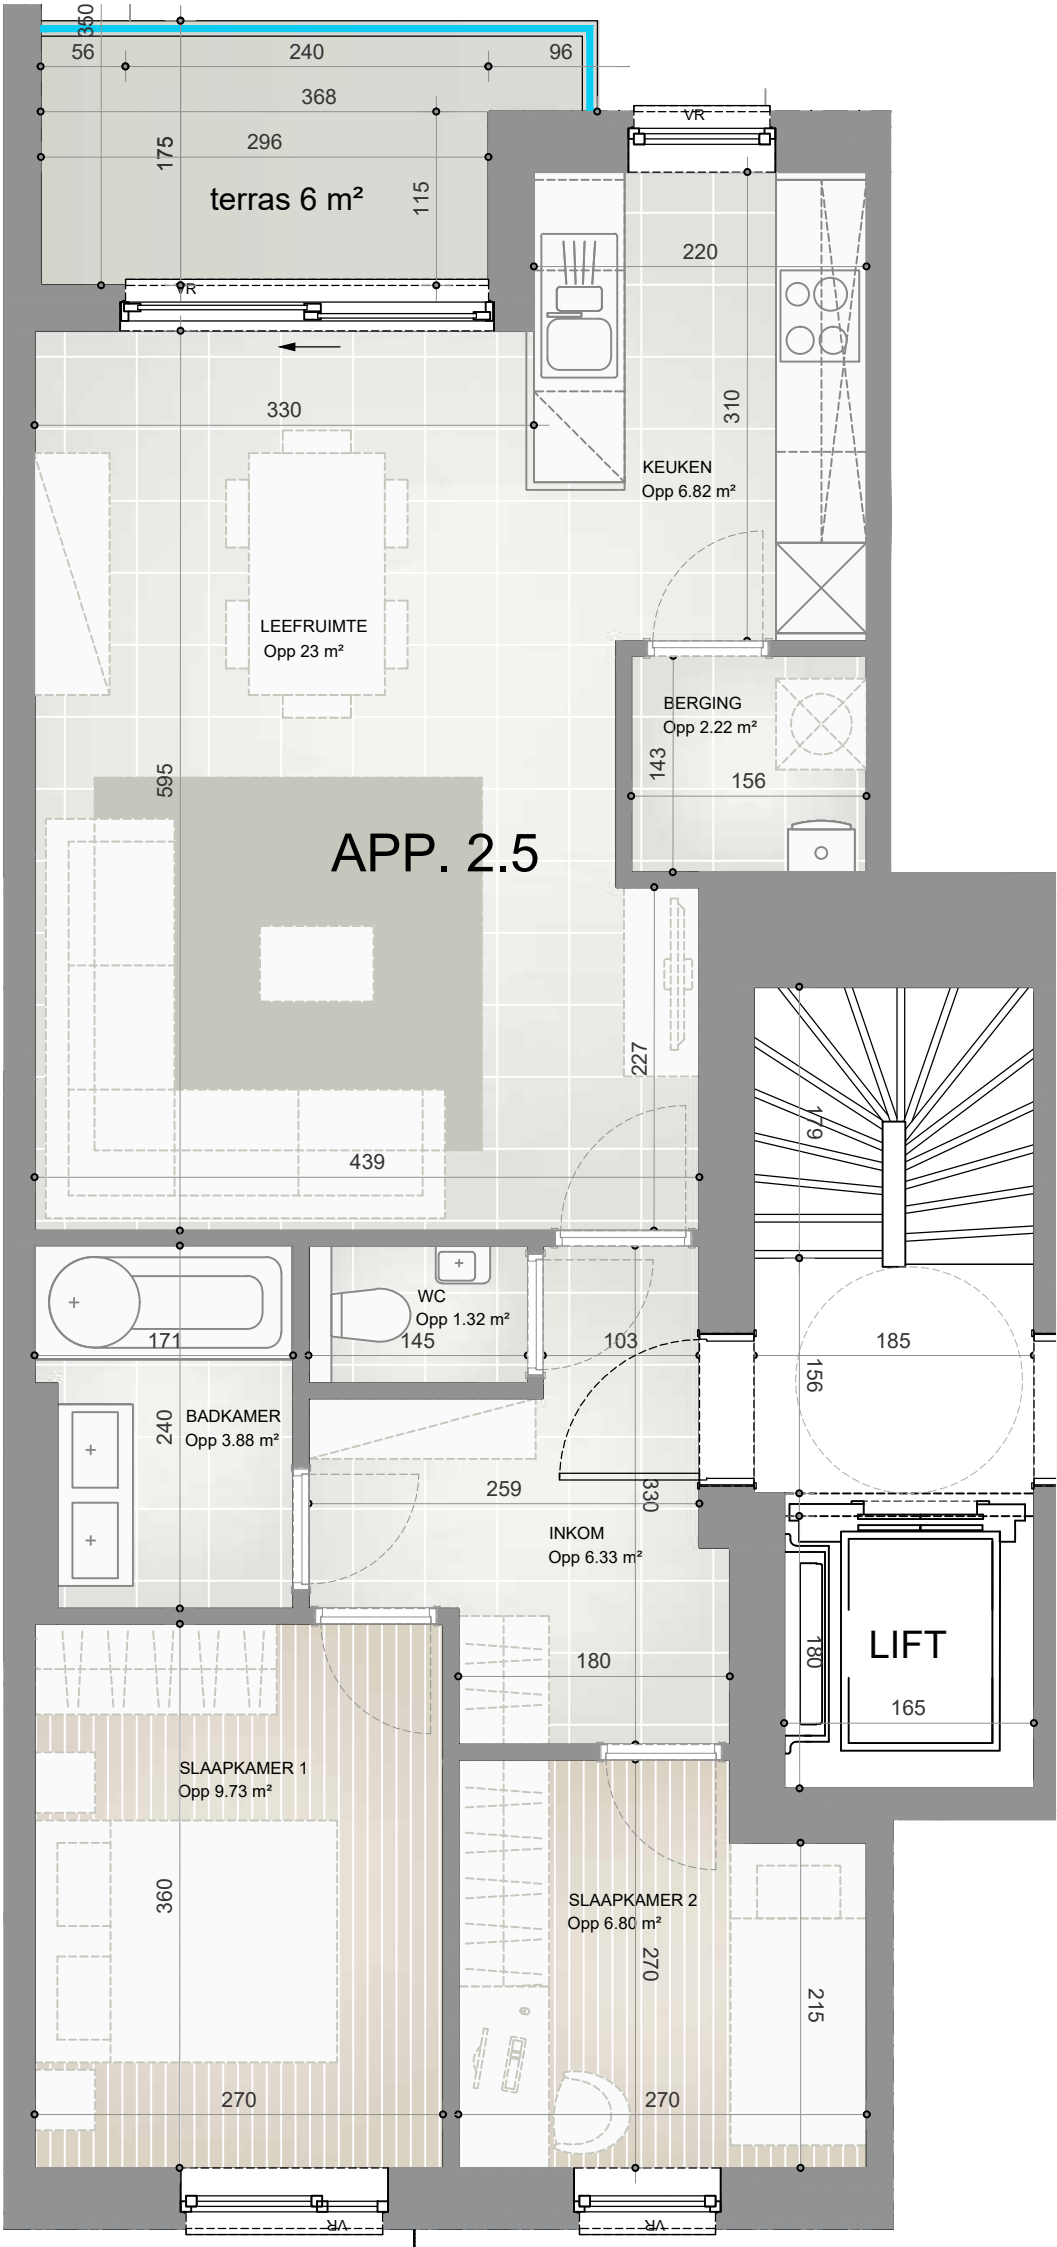 350
56 240 96
368
175
296
115
terras 6 m²
VR
VR
220
330
310
KEUKEN
Opp 6.82 m²
LEEFRUIMTE
Opp 23 m²
BERGING
Opp 2.22 m²
143
156
595
APP. 2.5
227
439
179
WC
Opp 1.32 m²
171
145
103
185
156
240
BADKAMER
Opp 3.88 m²
259
330
INKOM
Opp 6.33 m²
180
180
LIFT
165
SLAAPKAMER 1
Opp 9.73 m²
360
SLAAPKAMER 2
Opp 6.80 m²
270
215
270
270
VR
VR